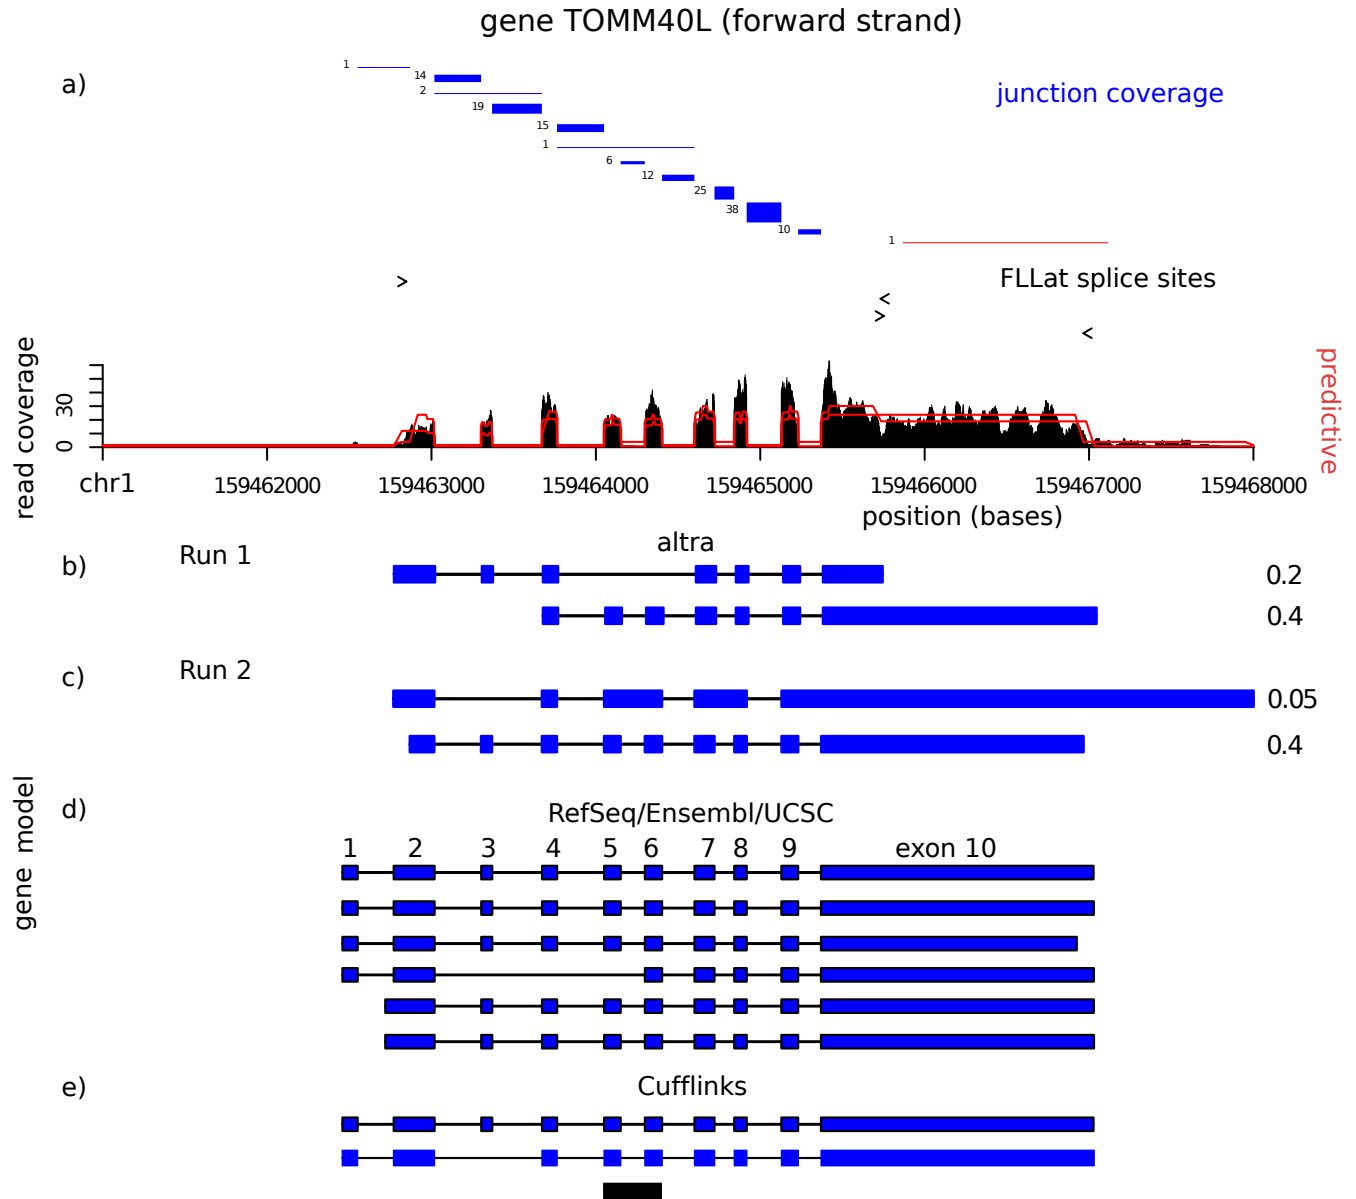 gene TOMM40L (forward strand)
a)
junction coverage
1
14
2
19
15
1
6
12
25
38
10
1
>
FLLat splice sites
<
>
<
read coverage
30
0
predictive
chr1
159462000 159463000 159464000 159465000 159466000 159467000 159468000
position (bases)
altra
b) Run 1
0.2
0.4
c) Run 2
0.05
0.4
gene model
d)
RefSeq/Ensembl/UCSC
1 2 3 4 5 6 7 8 9 exon 10
e)
Cufflinks